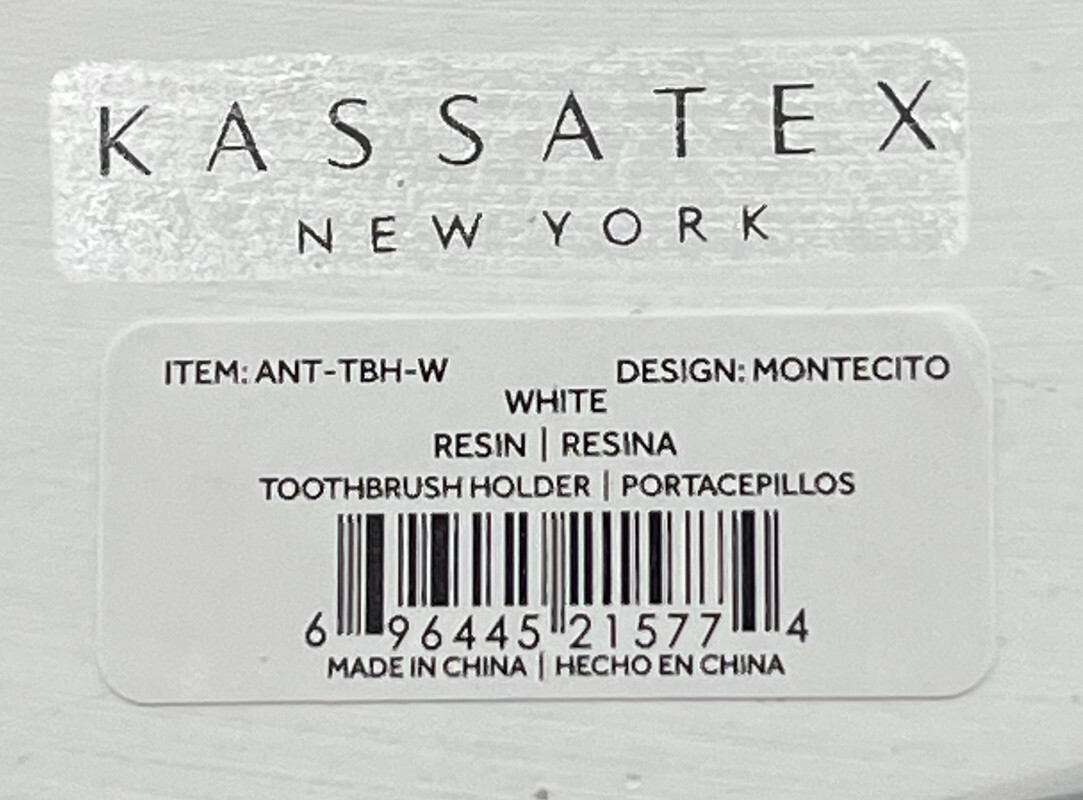 KASSATEX
NEW YORK
ITEM: ANT-TBH-W DESIGN: MONTECITO
WHITE
RESIN | RESINA
TOOTHBRUSH HOLDER | PORTACEPILLOS
6 96445 21577 4
MADE IN CHINA | HECHO EN CHINA